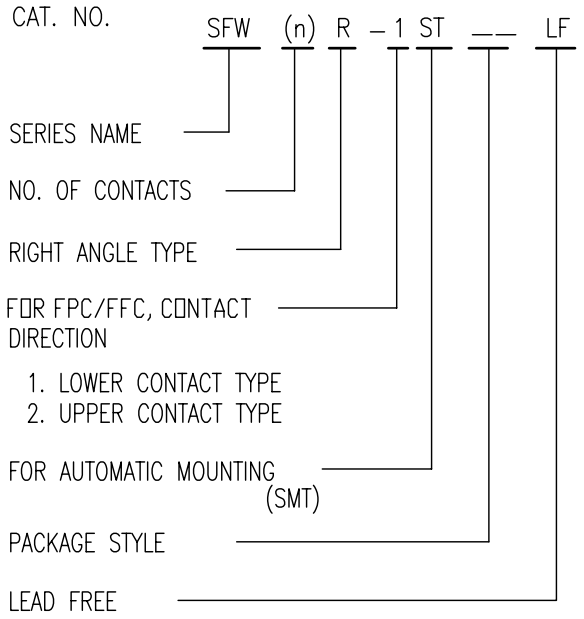 CAT. NO.
SFW (n) R - 1 ST __ LF
SERIES NAME
NO. OF CONTACTS
RIGHT ANGLE TYPE
FOR FPC/FFC, CONTACT
DIRECTION
1. LOWER CONTACT TYPE
2. UPPER CONTACT TYPE
FOR AUTOMATIC MOUNTING
(SMT)
PACKAGE STYLE
LEAD FREE